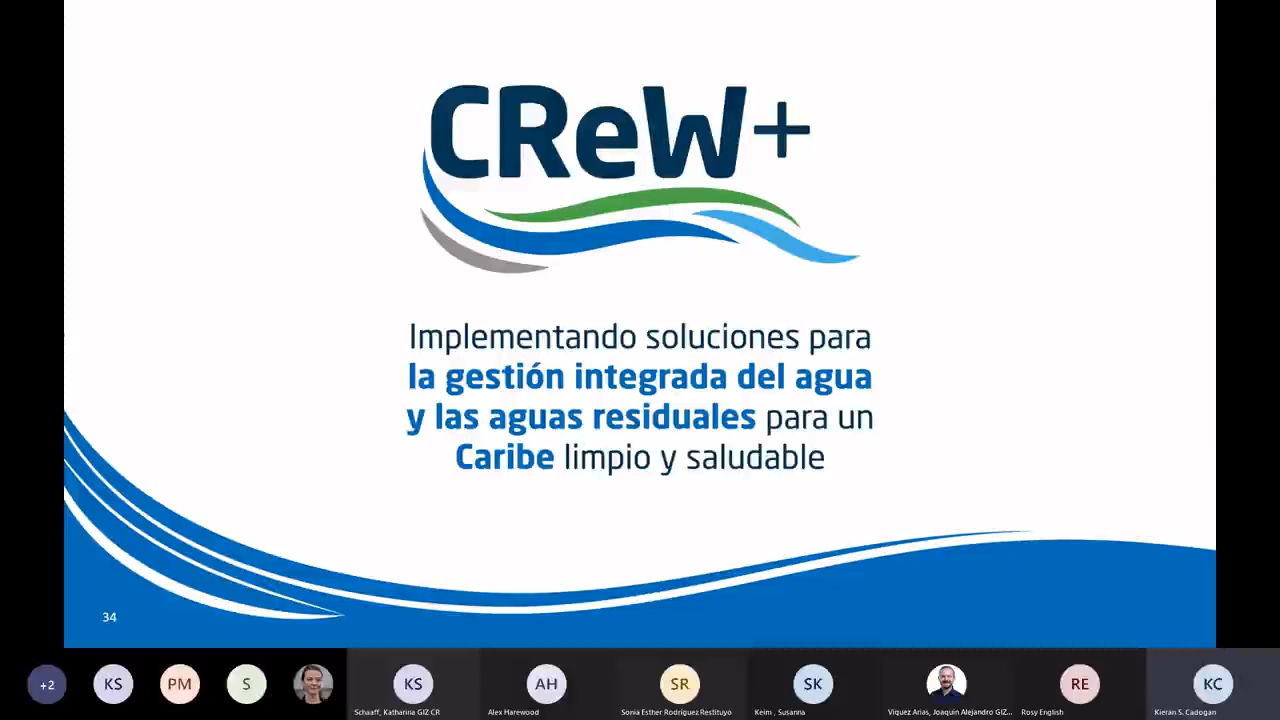 CReW+
Implementando soluciones para
la gestión integrada del agua
y las aguas residuales para un
Caribe limpio y saludable
34
+2
KS
PM
S
KS
AH
SR
SK
RE
KC
Schaaff, Katharina GIZ CR
Alex Harewood
Sonia Esther Rodríguez Restituyo
Keim , Susanna
Viquez Arias, Joaquin Alejandro GIZ...
Rosy English
Kieran S. Cadogan